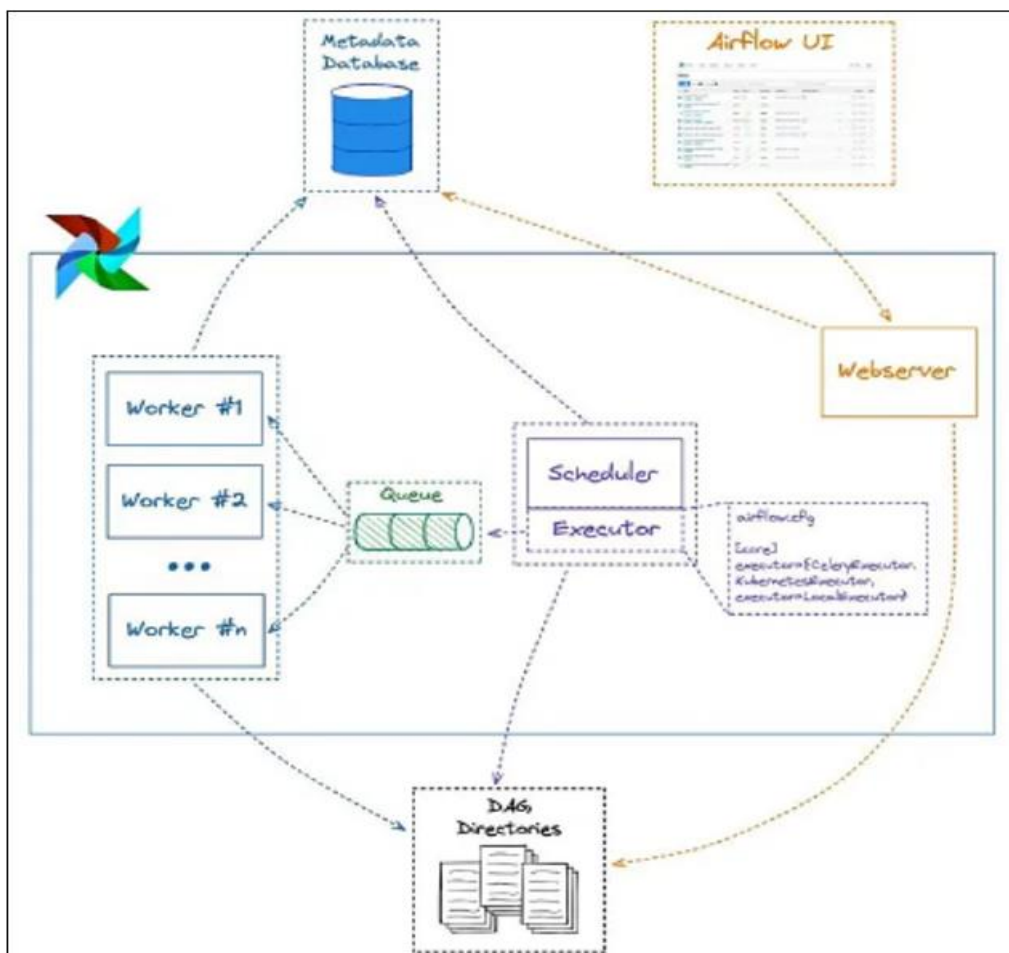 Metadata
Database
Airflow UI
Webserver
Worker #1
Worker #2
•••
Worker #n
Queue
Scheduler
Executor
airflow.cfg
[core]
executor={CeleryExecutor,
KubernetesExecutor,
executor=LocalExecutor}
DAG
Directories